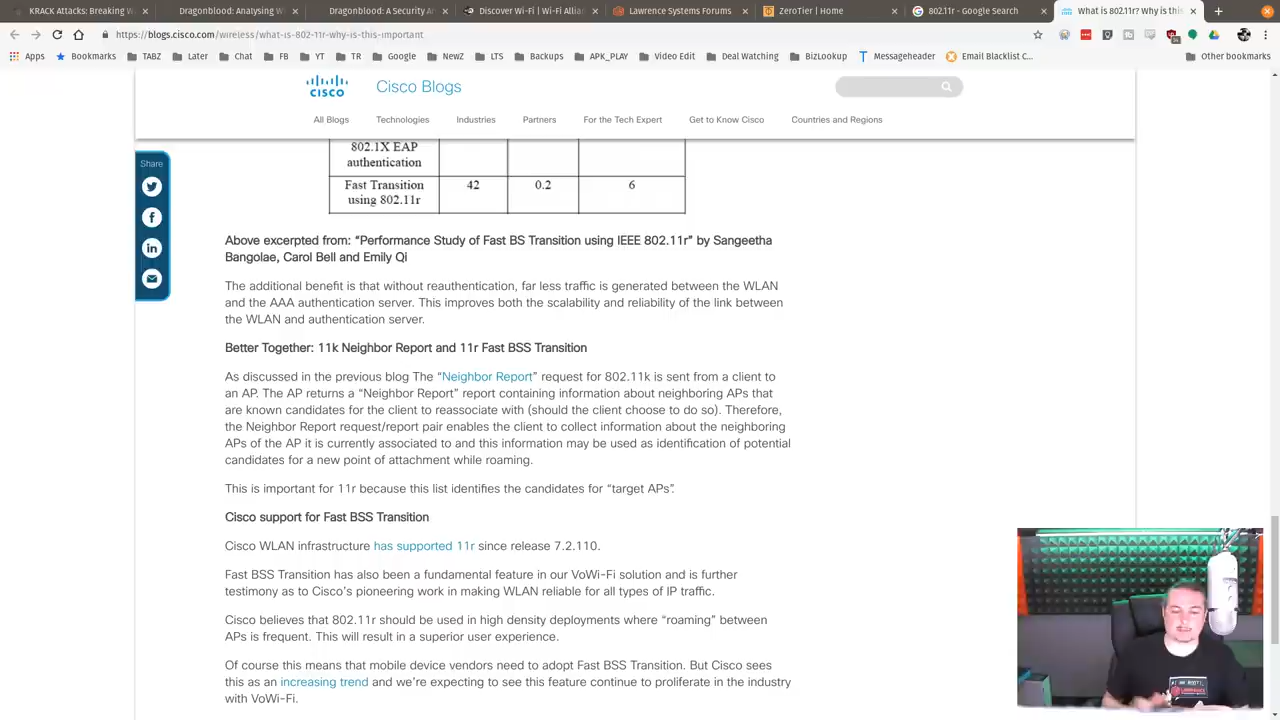 KRACK Attacks: Breaking W
Dragonblood: Analysing W
Dragonblood: A Security An
Discover Wi-Fi | Wi-Fi Allian
Lawrence Systems Forums
ZeroTier | Home
802.11r - Google Search
What is 802.11r? Why is this
https://blogs.cisco.com/wireless/what-is-802-11r-why-is-this-important
Apps
Bookmarks
TABZ
Later
Chat
FB
YT
TR
Google
NewZ
LTS
Backups
APK_PLAY
Video Edit
Deal Watching
BizLookup
Messageheader
Email Blacklist C...
Other bookmarks
CISCO
Cisco Blogs
All Blogs
Technologies
Industries
Partners
For the Tech Expert
Get to Know Cisco
Countries and Regions
Share
802.1X EAP
authentication
Fast Transition 42 0.2 6
using 802.11r
Above excerpted from: “Performance Study of Fast BS Transition using IEEE 802.11r” by Sangeetha
Bangolae, Carol Bell and Emily Qi
The additional benefit is that without reauthentication, far less traffic is generated between the WLAN
and the AAA authentication server. This improves both the scalability and reliability of the link between
the WLAN and authentication server.
Better Together: 11k Neighbor Report and 11r Fast BSS Transition
As discussed in the previous blog The “Neighbor Report” request for 802.11k is sent from a client to
an AP. The AP returns a “Neighbor Report” report containing information about neighboring APs that
are known candidates for the client to reassociate with (should the client choose to do so). Therefore,
the Neighbor Report request/report pair enables the client to collect information about the neighboring
APs of the AP it is currently associated to and this information may be used as identification of potential
candidates for a new point of attachment while roaming.
This is important for 11r because this list identifies the candidates for “target APs”.
Cisco support for Fast BSS Transition
Cisco WLAN infrastructure has supported 11r since release 7.2.110.
Fast BSS Transition has also been a fundamental feature in our VoWi-Fi solution and is further
testimony as to Cisco's pioneering work in making WLAN reliable for all types of IP traffic.
Cisco believes that 802.11r should be used in high density deployments where “roaming” between
APs is frequent. This will result in a superior user experience.
Of course this means that mobile device vendors need to adopt Fast BSS Transition. But Cisco sees
this as an increasing trend and we're expecting to see this feature continue to proliferate in the industry
with VoWi-Fi.